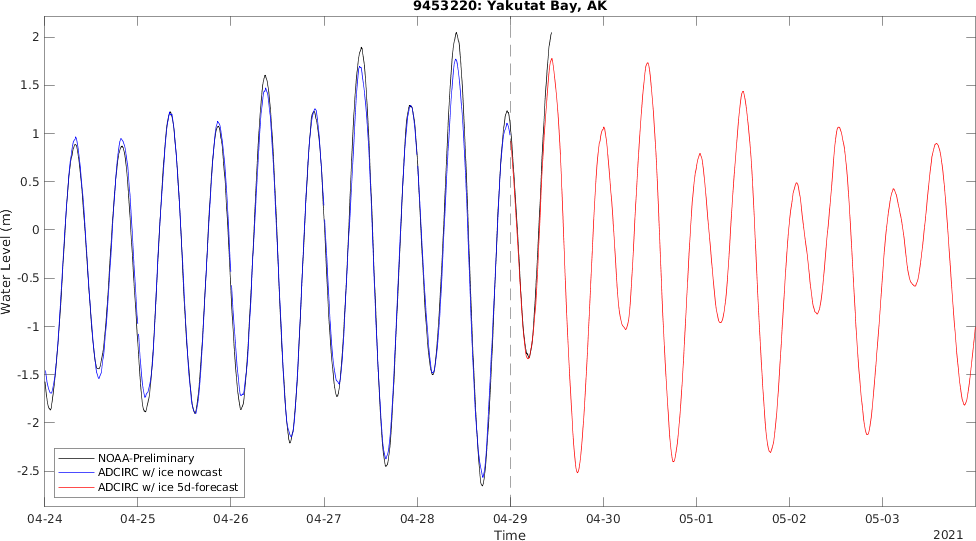 9453220: Yakutat Bay, AK
Water Level (m)
2
1.5
1
0.5
0
-0.5
-1
-1.5
-2
-2.5
NOAA-Preliminary
ADCIRC w/ ice nowcast
ADCIRC w/ ice 5d-forecast
04-24 04-25 04-26 04-27 04-28 04-29 04-30 05-01 05-02 05-03
Time
2021